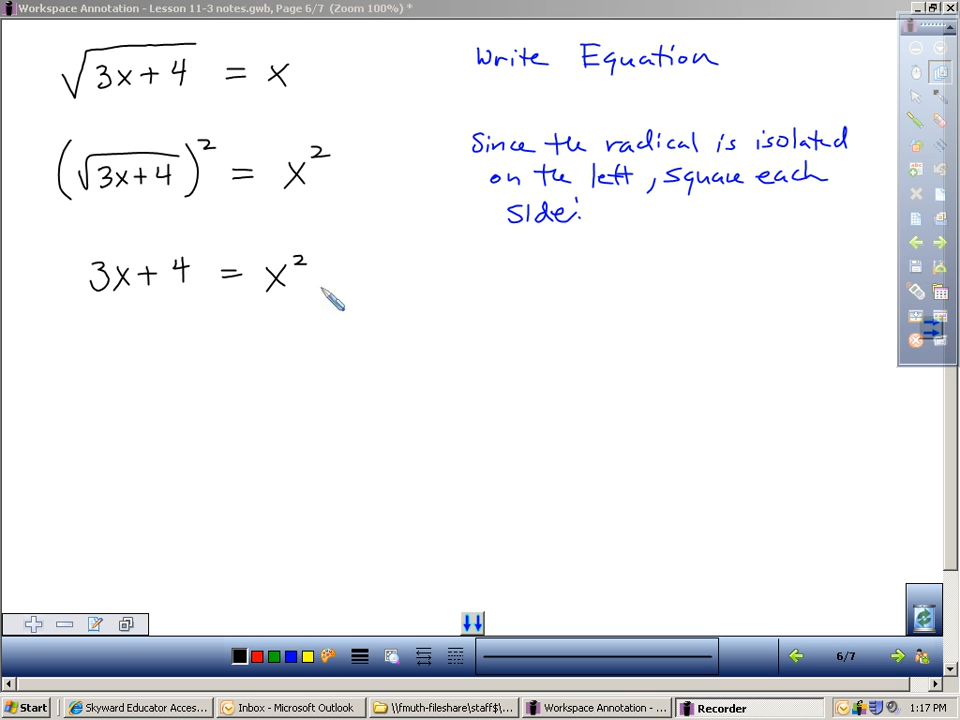 Workspace Annotation - Lesson 11-3 notes.gwb, Page 6/7 (Zoom 100%) *
√3x+4 = x
Write Equation
(√3x+4)² = x²
Since the radical is isolated
on the left, square each
side.
3x+4 = x²
6/7
Start
Skyward Educator Acces...
Inbox - Microsoft Outlook
\\fmuth-fileshare\staff$\...
Workspace Annotation - ...
Recorder
1:17 PM